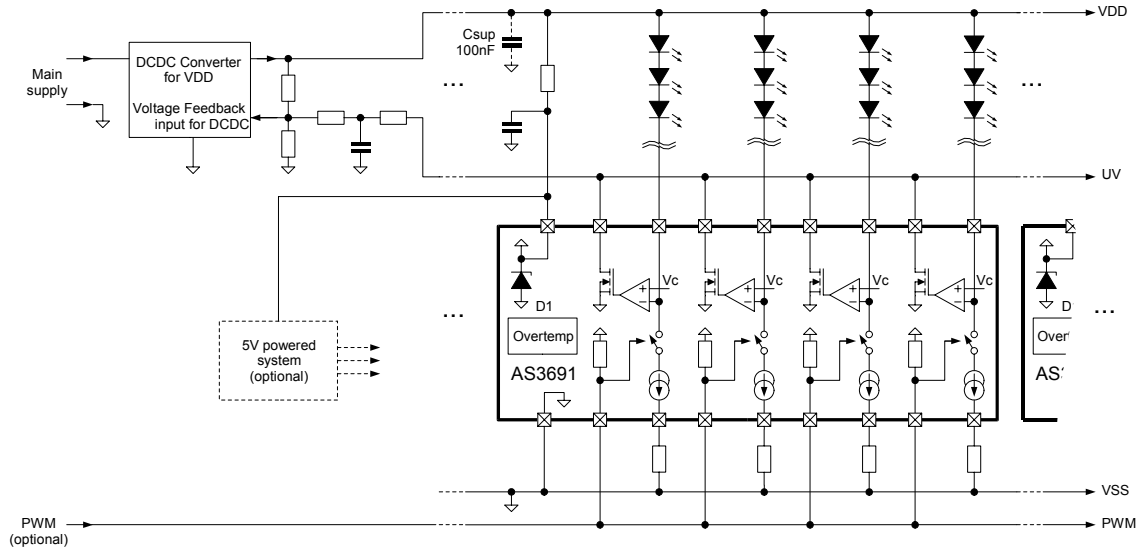 VDD
Csup
100nF
DCDC Converter
for VDD
Main
supply
...
...
Voltage Feedback
input for DCDC
UV
Vc
Vc
Vc
Vc
+
−
+
−
+
−
+
−
D1
D
...
...
Overtemp
5V powered
system
(optional)
AS3691
AS
VSS
PWM
(optional)
PWM